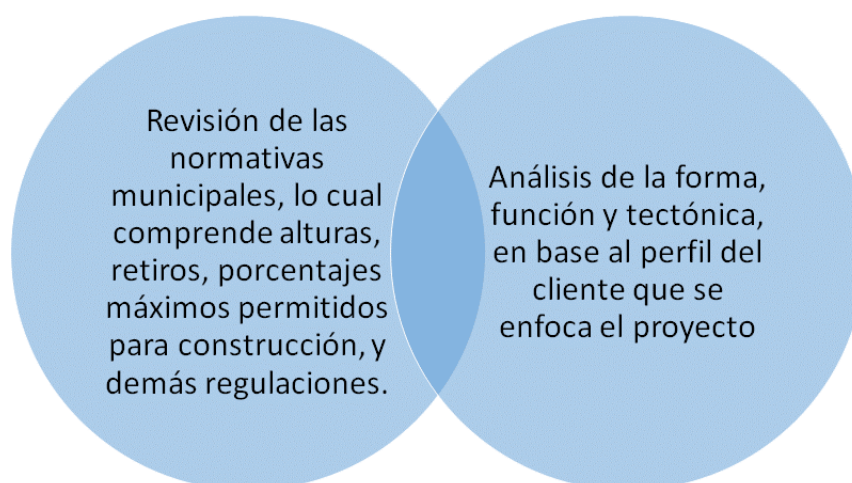 Revisión de las
normativas
municipales, lo cual
comprende alturas,
retiros, porcentajes
máximos permitidos
para construcción, y
demás regulaciones.
Análisis de la forma,
función y tectónica,
en base al perfil del
cliente que se
enfoca el proyecto